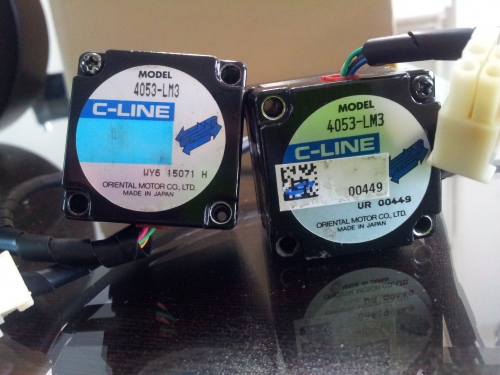 MODEL
4053-LM3
C-LINE
WY6 15071 H
ORIENTAL MOTOR CO., LTD.
MADE IN JAPAN
MODEL
4053-LM3
C-LINE
00449
UR 00449
ORIENTAL MOTOR CO., LTD.
MADE IN JAPAN